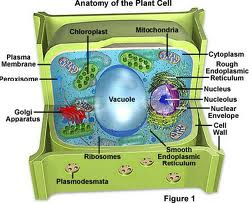 Anatomy of the Plant Cell
Chloroplast
Mitochondria
Plasma
Membrane
Peroxisome
Cytoplasm
Rough
Endoplasmic
Reticulum
Nucleus
Nucleolus
Nuclear
Envelope
Vacuole
Golgi
Apparatus
Cell
Wall
Ribosomes
Smooth
Endoplasmic
Reticulum
Plasmodesmata
Figure 1